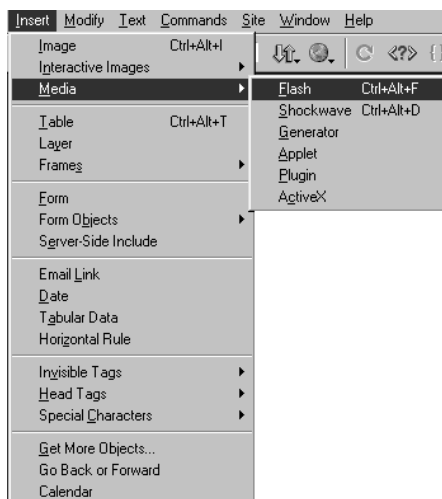 Insert Modify Text Commands Site Window Help
Image Ctrl+Alt+I
Interactive Images
Media
Table Ctrl+Alt+T
Layer
Frames
Form
Form Objects
Server-Side Include
Email Link
Date
Tabular Data
Horizontal Rule
Invisible Tags
Head Tags
Special Characters
Get More Objects...
Go Back or Forward
Calendar
Flash Ctrl+Alt+F
Shockwave Ctrl+Alt+D
Generator
Applet
Plugin
ActiveX
<?>
{}